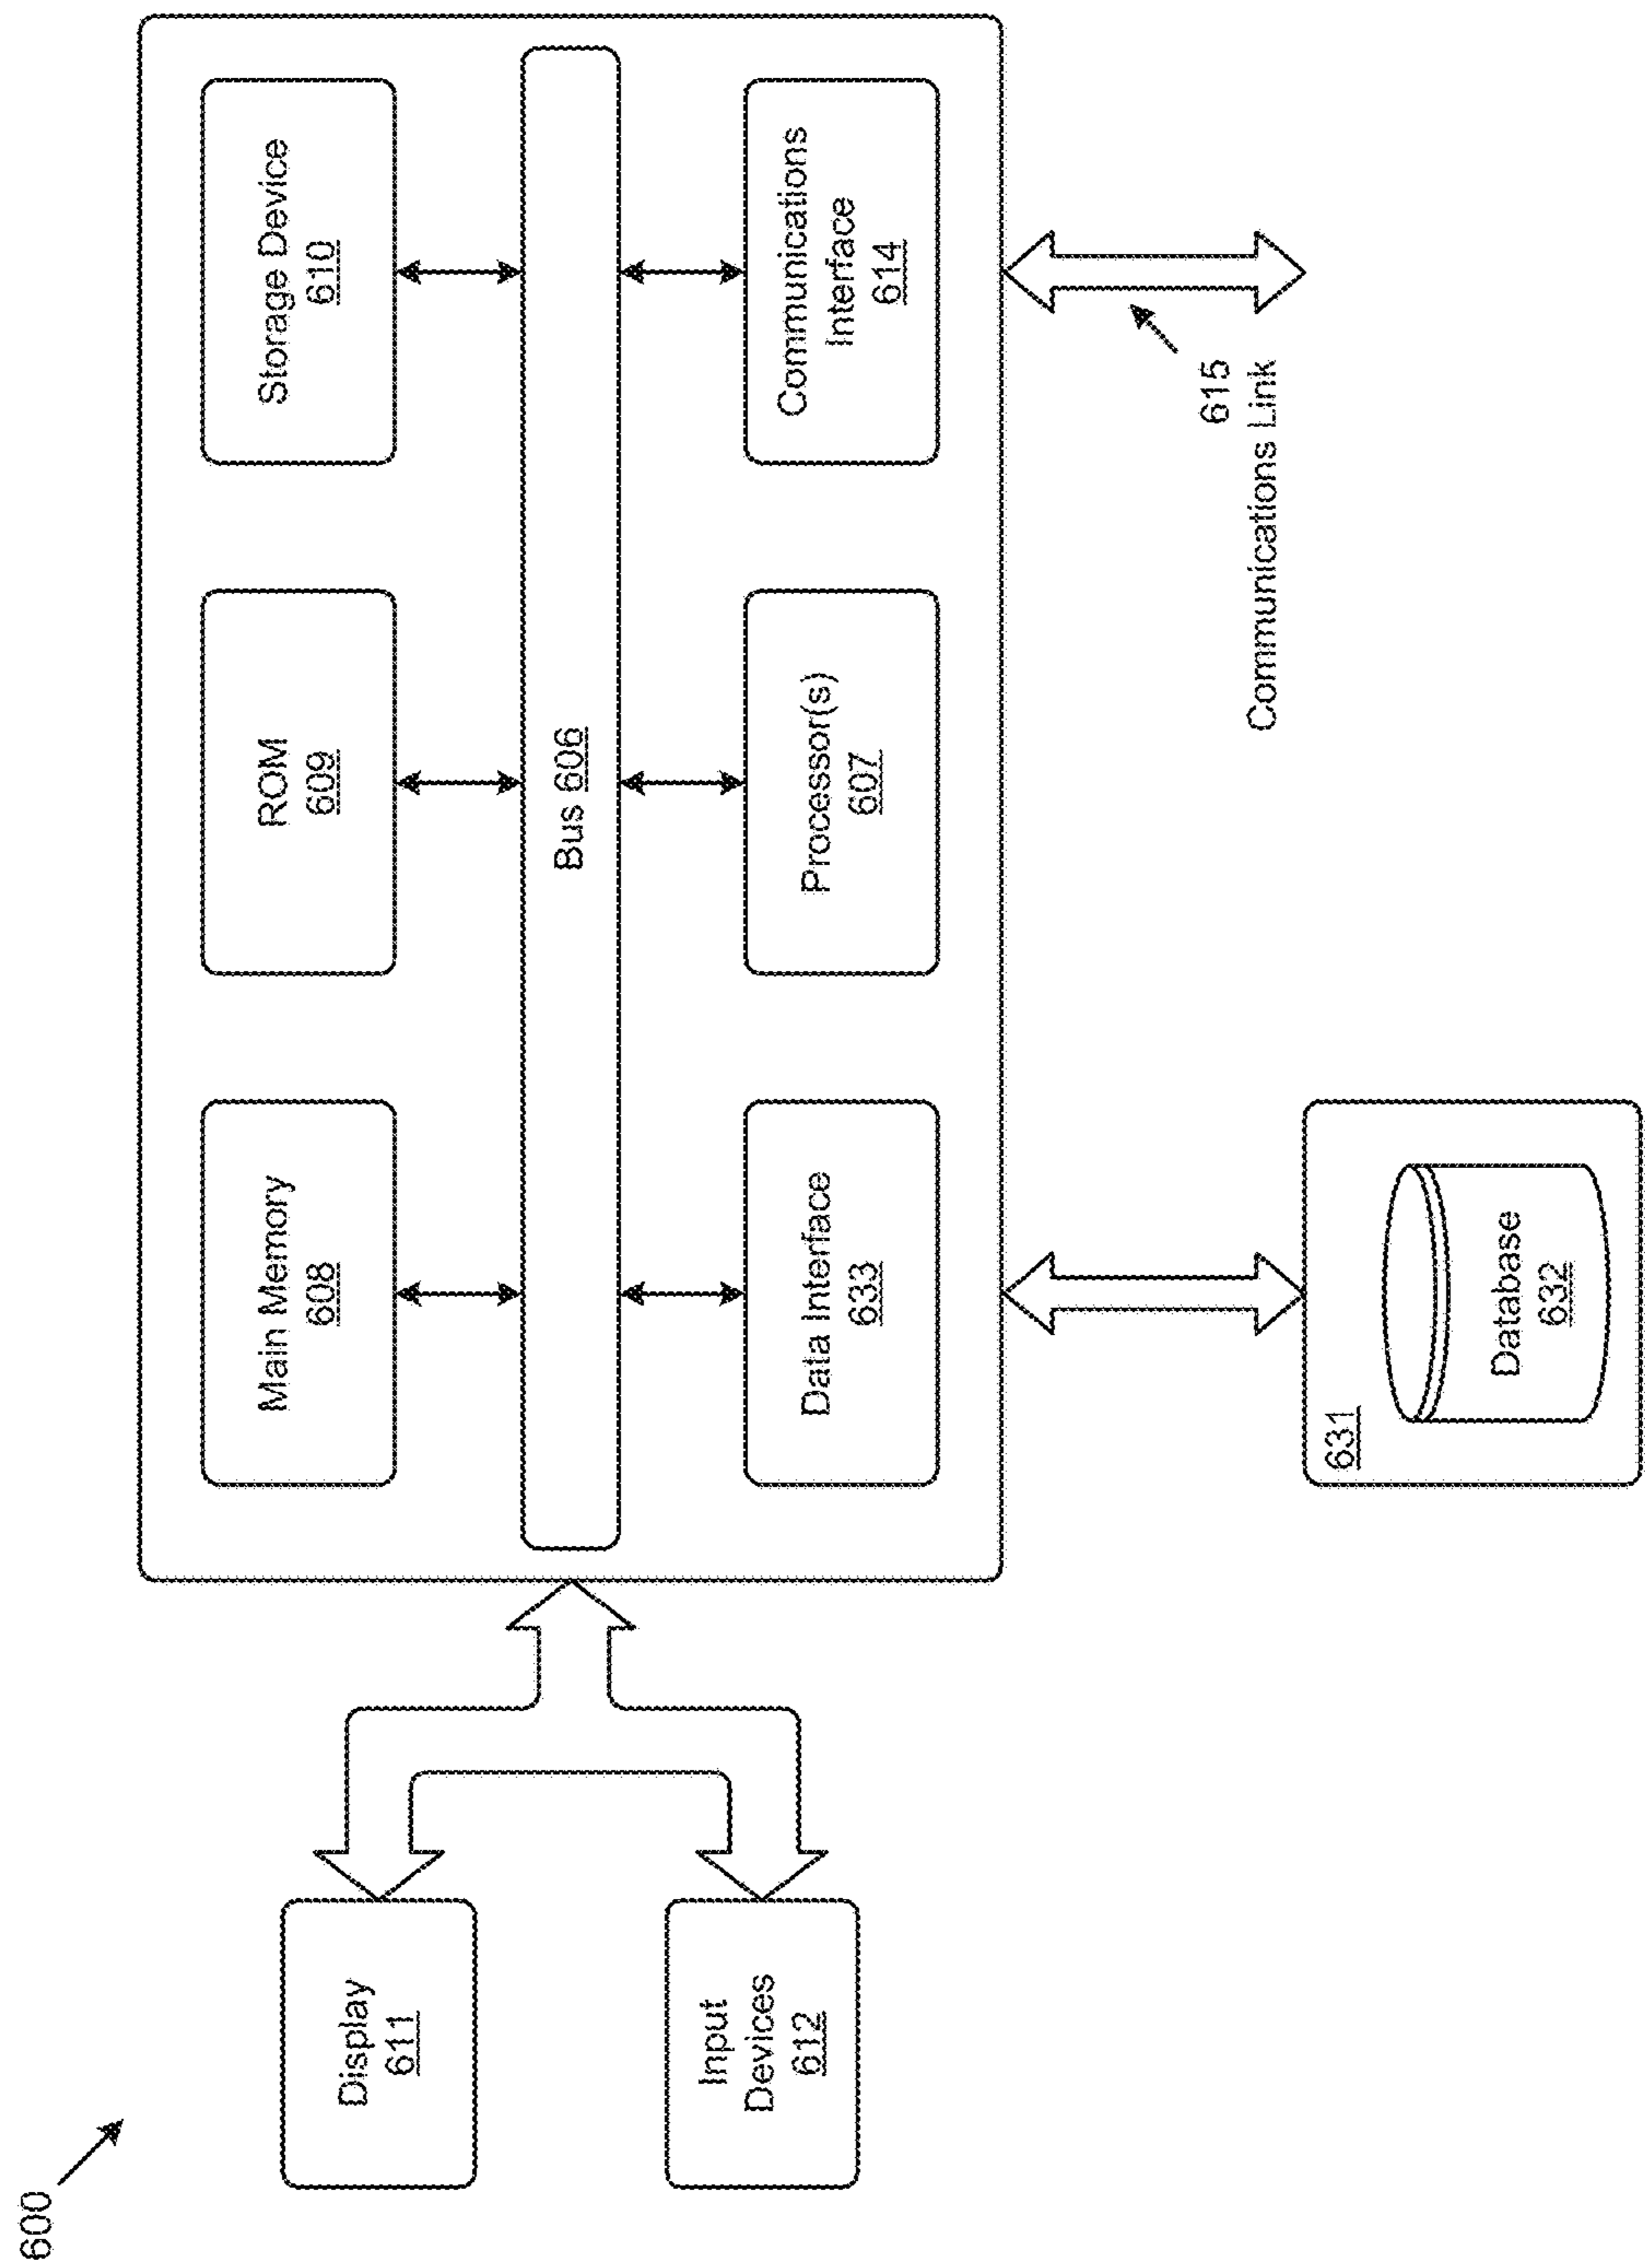 600
Main Memory
608
ROM
609
Storage Device
610
Display
611
Bus 606
Input
Devices
612
Data Interface
633
Processor(s)
607
Communications
Interface
614
615
Communications Link
631
Database
632